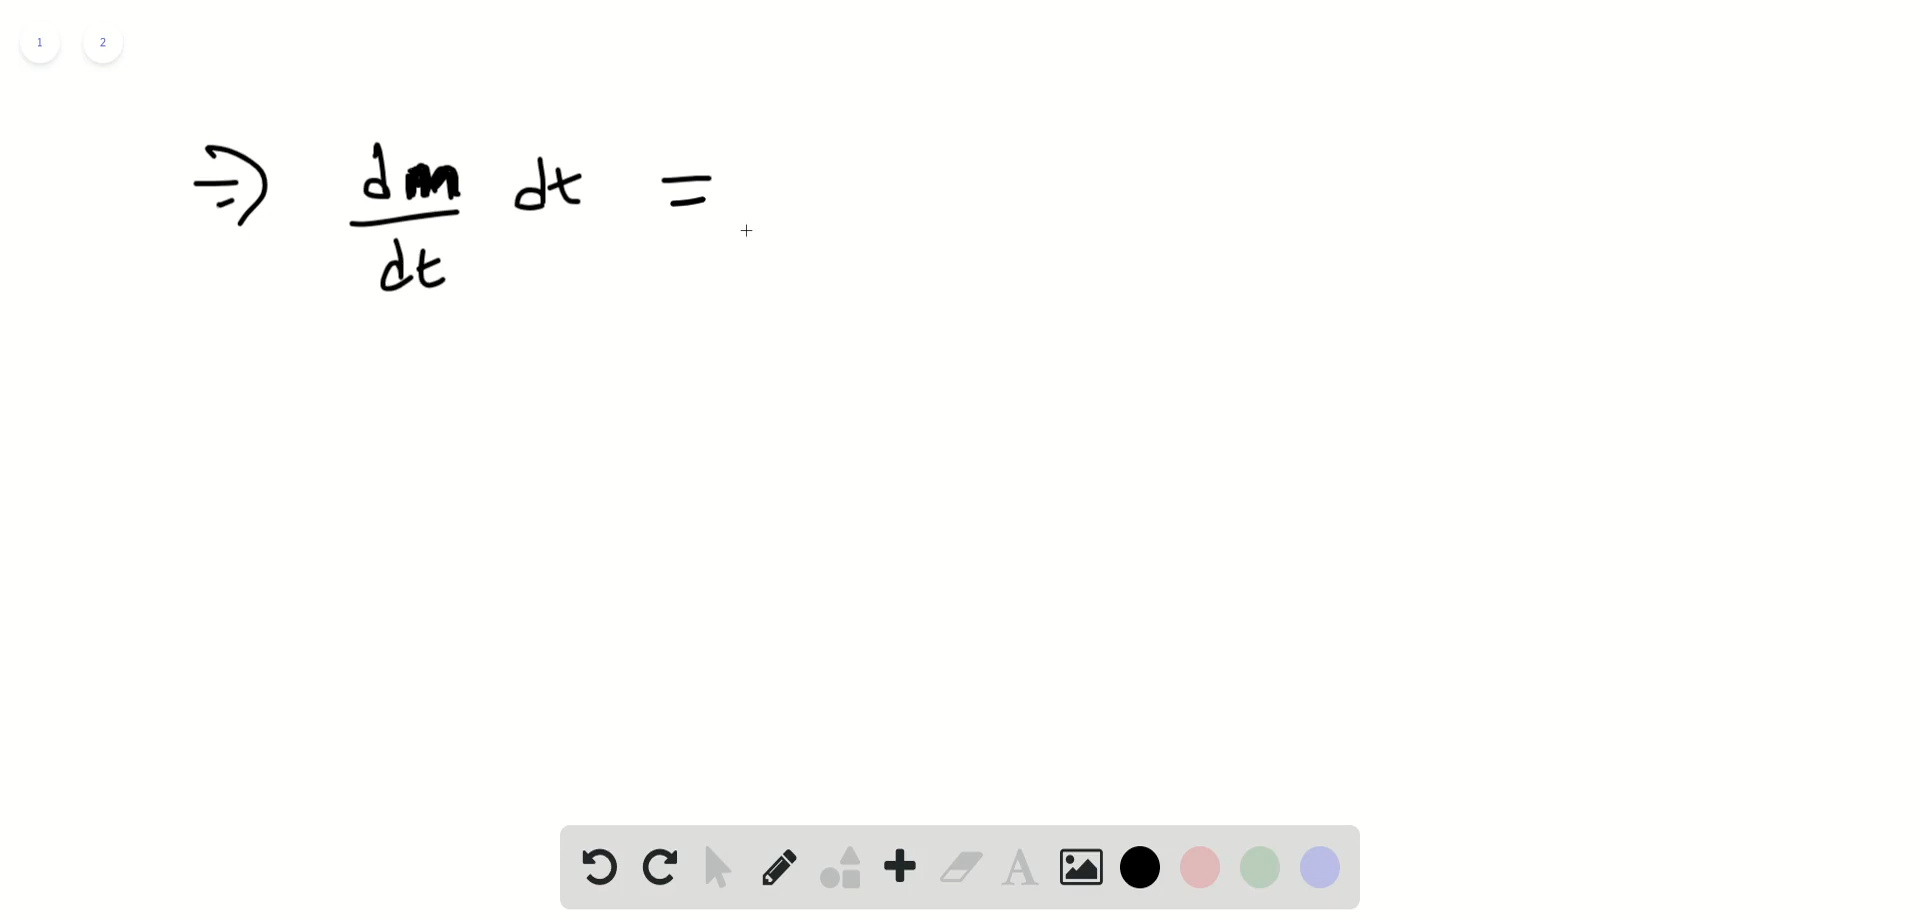 1 2
⇒ dm/dt dt =
A